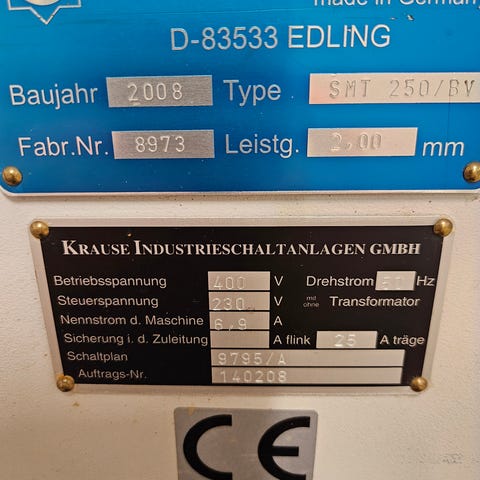 made in Germany
D-83533 EDLING
Baujahr 2008 Type SMT 250/BV
Fabr.Nr. 8973 Leistg. 2,00 mm
KRAUSE INDUSTRIESCHALTANLAGEN GMBH
Betriebsspannung 400 V Drehstrom 50 Hz
Steuerspannung 230 V mit ohne Transformator
Nennstrom d. Maschine 6,9 A
Sicherung i. d. Zuleitung A flink 25 A träge
Schaltplan 9795/A
Auftrags-Nr. 140208
CE